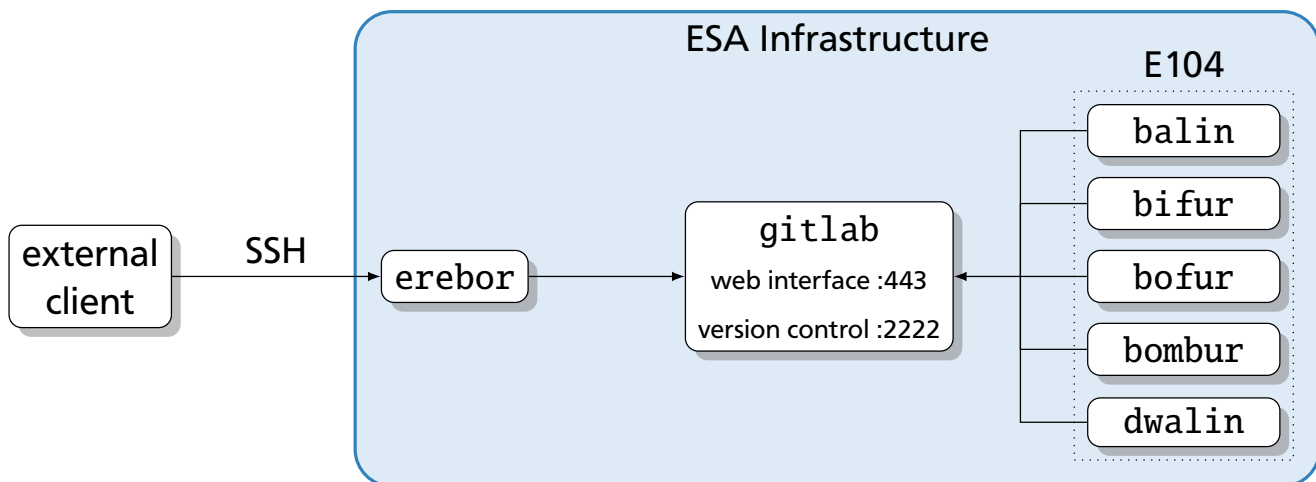 ESA Infrastructure
E104
external
client
SSH
erebor
gitlab
web interface :443
version control :2222
balin
bifur
bofur
bombur
dwalin